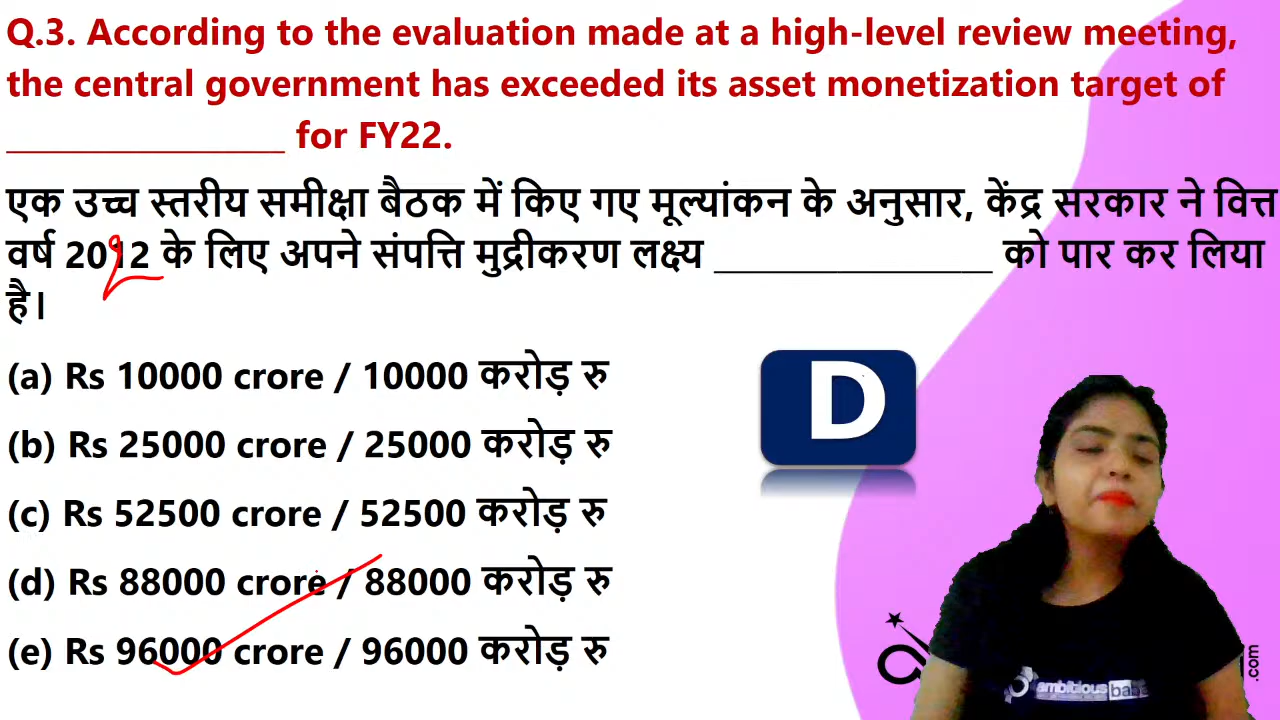 Q.3. According to the evaluation made at a high-level review meeting,
the central government has exceeded its asset monetization target of
________________ for FY22.
एक उच्च स्तरीय समीक्षा बैठक में किए गए मूल्यांकन के अनुसार, केंद्र सरकार ने वित्त
वर्ष 2012 के लिए अपने संपत्ति मुद्रीकरण लक्ष्य ________________ को पार कर लिया
है।
(a) Rs 10000 crore / 10000 करोड़ रु
(b) Rs 25000 crore / 25000 करोड़ रु
(c) Rs 52500 crore / 52500 करोड़ रु
(d) Rs 88000 crore / 88000 करोड़ रु
(e) Rs 96000 crore / 96000 करोड़ रु
D
2
ambitious
.com